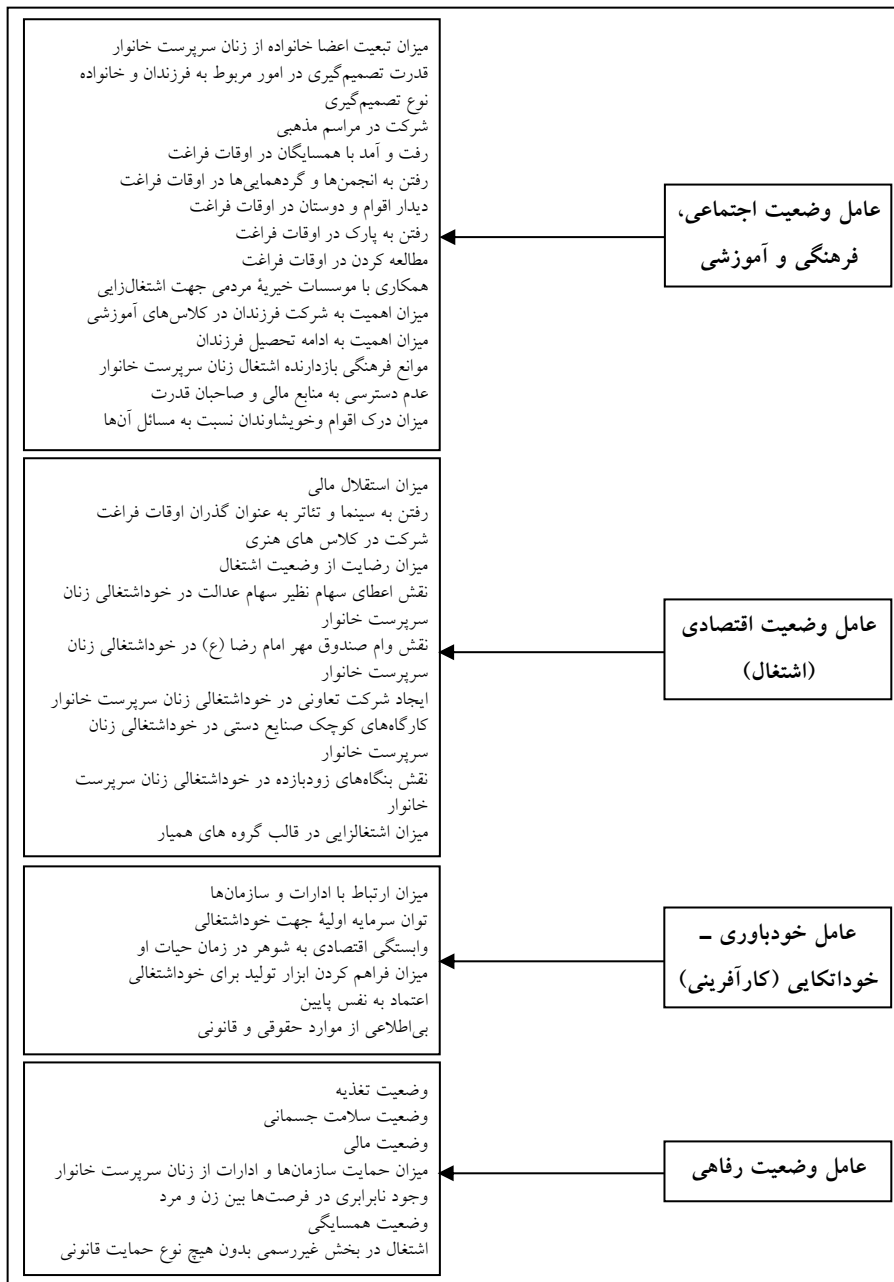 عامل وضعیت اجتماعی،
فرهنگی و آموزشی
میزان تبعیت اعضا خانواده از زنان سرپرست خانوار
قدرت تصمیم‌گیری در امور مربوط به فرزندان و خانواده
نوع تصمیم‌گیری
شرکت در مراسم مذهبی
رفت و آمد با همسایگان در اوقات فراغت
رفتن به انجمن‌ها و گردهمایی‌ها در اوقات فراغت
دیدار اقوام و دوستان در اوقات فراغت
رفتن به پارک در اوقات فراغت
مطالعه کردن در اوقات فراغت
همکاری با موسسات خیریۀ مردمی جهت اشتغال‌زایی
میزان اهمیت به شرکت فرزندان در کلاس‌های آموزشی
میزان اهمیت به ادامه تحصیل فرزندان
موانع فرهنگی بازدارنده اشتغال زنان سرپرست خانوار
عدم دسترسی به منابع مالی و صاحبان قدرت
میزان درک اقوام وخویشاوندان نسبت به مسائل آن‌ها
عامل وضعیت اقتصادی
(اشتغال)
میزان استقلال مالی
رفتن به سینما و تئاتر به عنوان گذران اوقات فراغت
شرکت در کلاس های هنری
میزان رضایت از وضعیت اشتغال
نقش اعطای سهام نظیر سهام عدالت در خوداشتغالی زنان
سرپرست خانوار
نقش وام صندوق مهر امام رضا (ع) در خوداشتغالی زنان
سرپرست خانوار
ایجاد شرکت تعاونی در خوداشتغالی زنان سرپرست خانوار
کارگاه‌های کوچک صنایع دستی در خوداشتغالی زنان
سرپرست خانوار
نقش بنگاه‌های زودبازده در خوداشتغالی زنان سرپرست
خانوار
میزان اشتغالزایی در قالب گروه های همیار
عامل خودباوری ـ
خوداتکایی (کارآفرینی)
میزان ارتباط با ادارات و سازمان‌ها
توان سرمایه اولیۀ جهت خوداشتغالی
وابستگی اقتصادی به شوهر در زمان حیات او
میزان فراهم کردن ابزار تولید برای خوداشتغالی
اعتماد به نفس پایین
بی‌اطلاعی از موارد حقوقی و قانونی
عامل وضعیت رفاهی
وضعیت تغذیه
وضعیت سلامت جسمانی
وضعیت مالی
میزان حمایت سازمان‌ها و ادارات از زنان سرپرست خانوار
وجود نابرابری در فرصت‌ها بین زن و مرد
وضعیت همسایگی
اشتغال در بخش غیررسمی بدون هیچ نوع حمایت قانونی